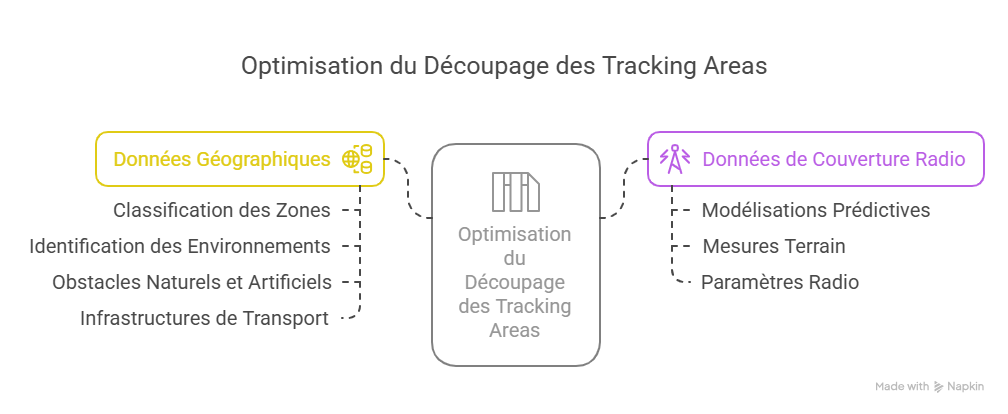 Optimisation du Découpage des Tracking Areas
Données Géographiques
Classification des Zones
Identification des Environnements
Obstacles Naturels et Artificiels
Infrastructures de Transport
Optimisation
du
Découpage
des Tracking
Areas
Données de Couverture Radio
Modélisations Prédictives
Mesures Terrain
Paramètres Radio
Made with Napkin